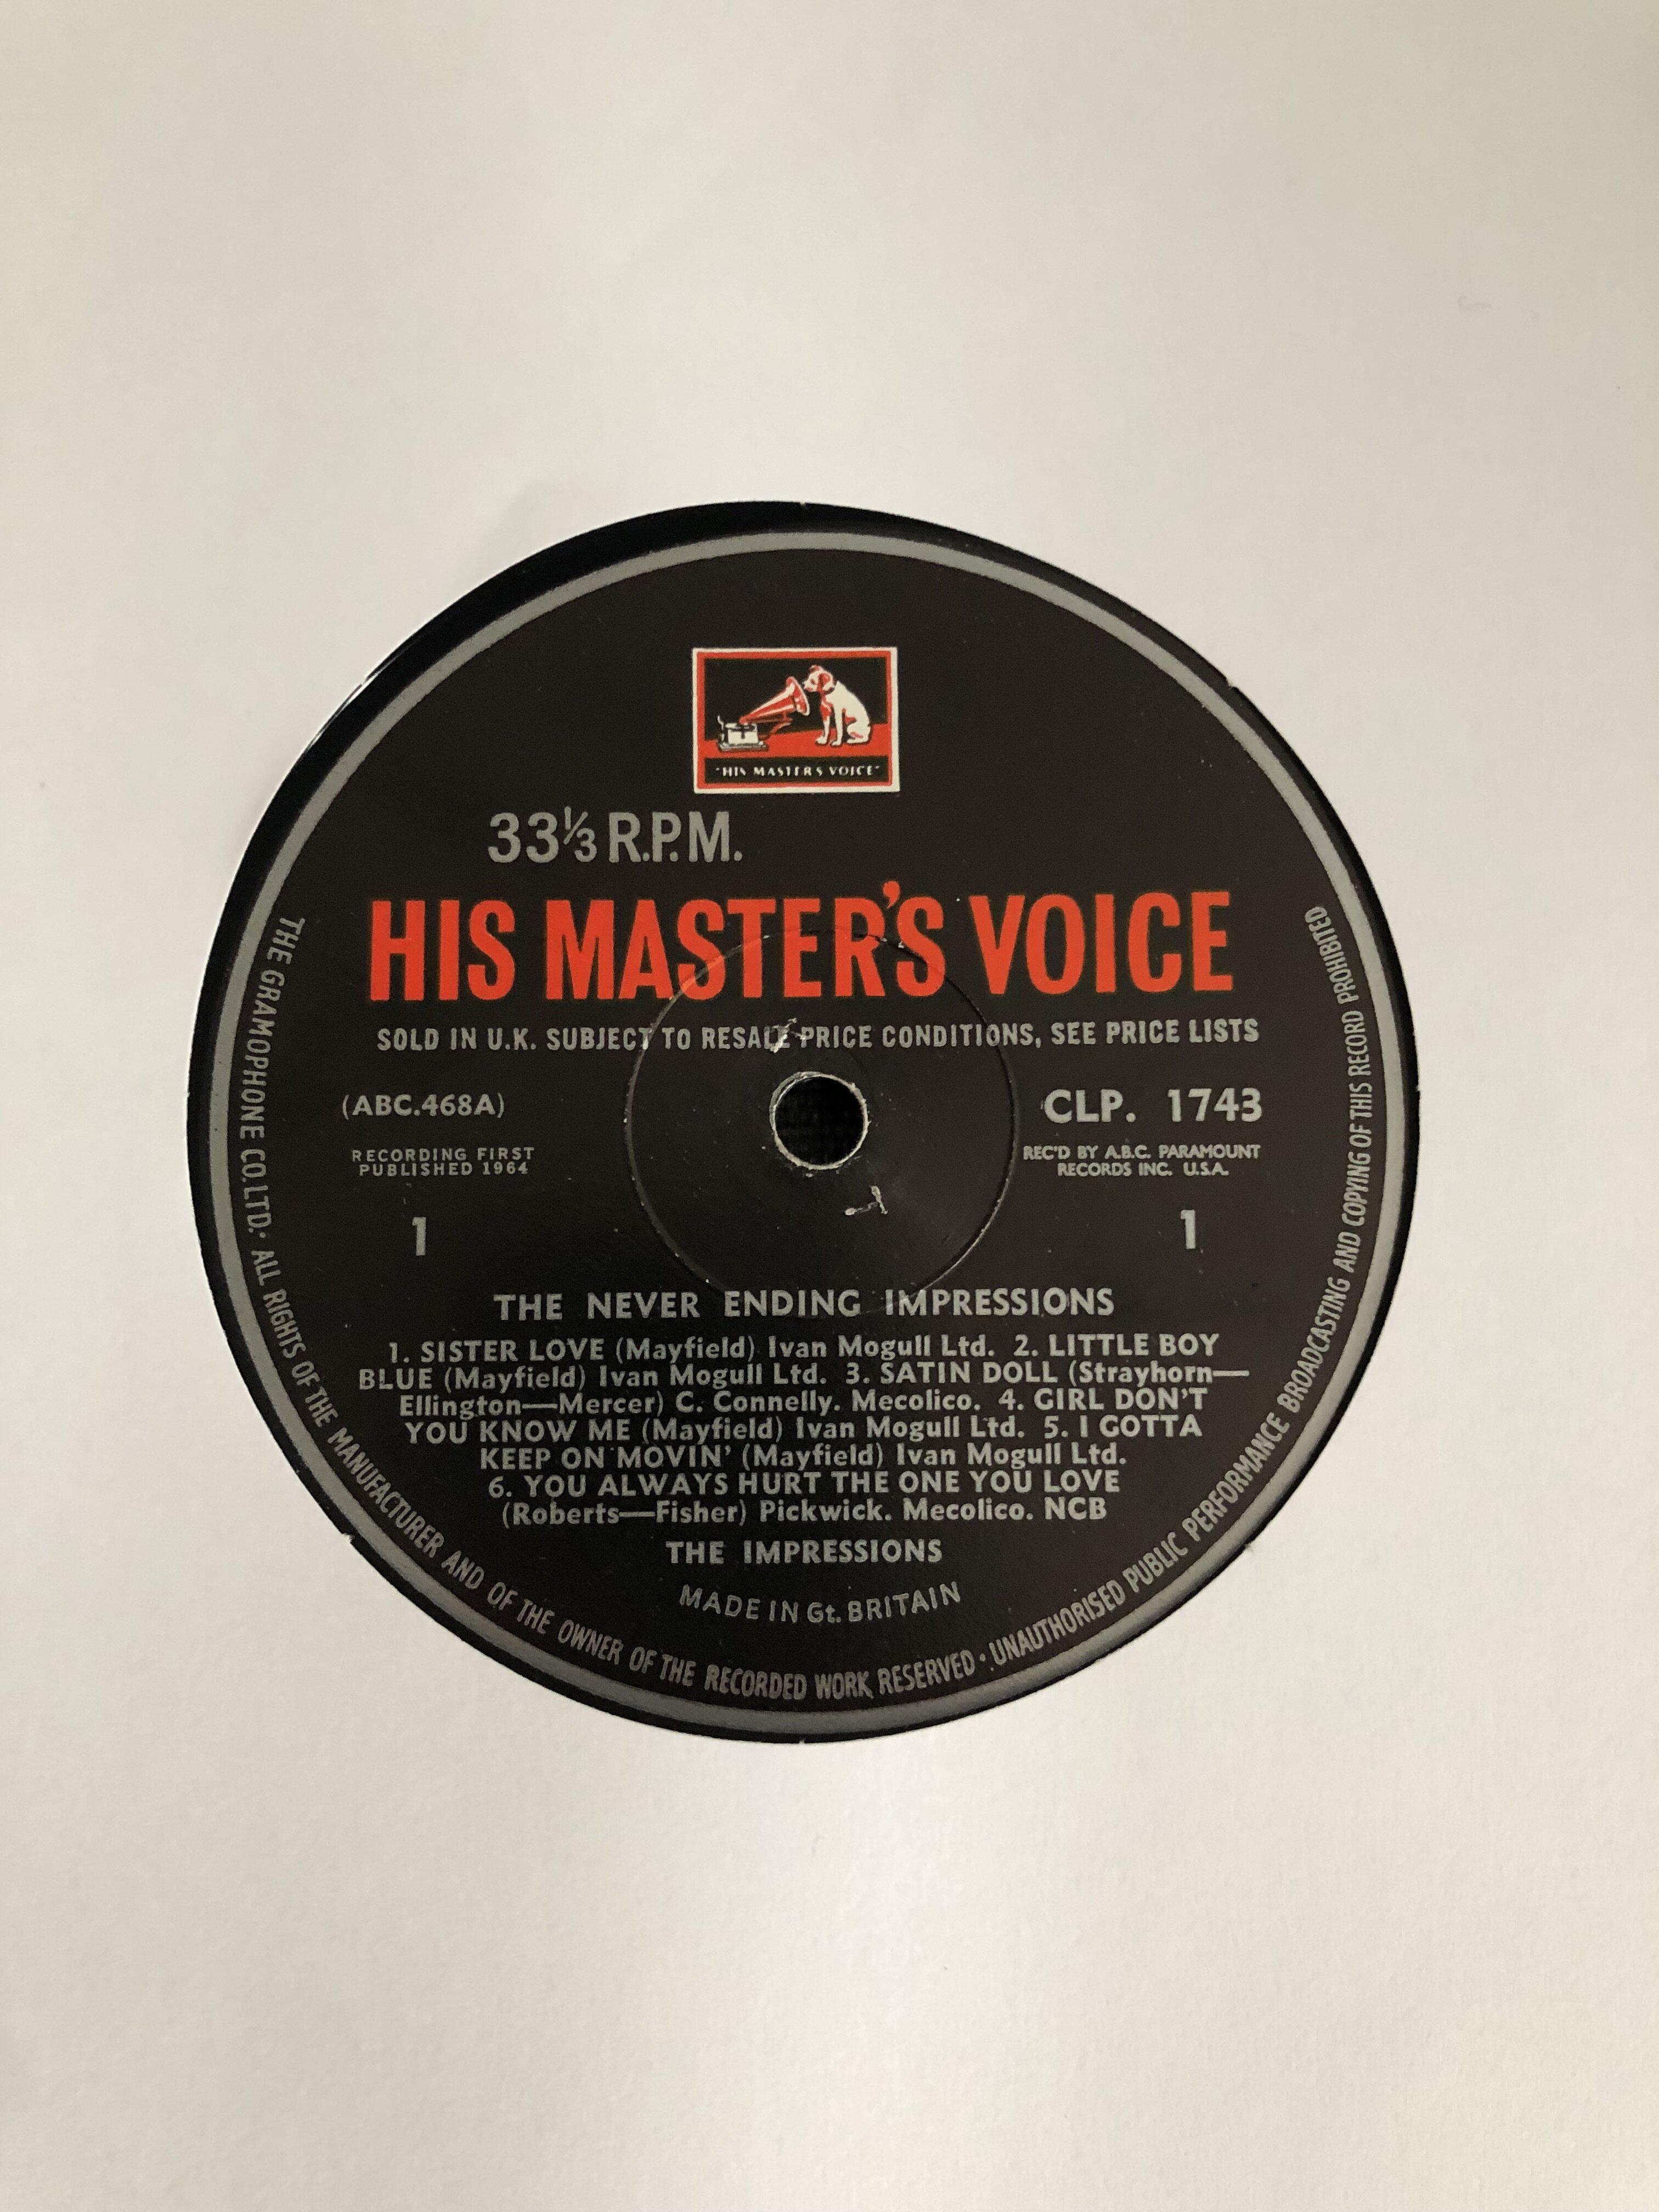 "HIS MASTER'S VOICE"
33⅓ R.P.M.
HIS MASTER'S VOICE
SOLD IN U.K. SUBJECT TO RESALE PRICE CONDITIONS, SEE PRICE LISTS
(ABC.468A)
CLP. 1743
RECORDING FIRST
PUBLISHED 1964
REC'D BY A.B.C. PARAMOUNT
RECORDS INC. U.S.A.
1
1
THE NEVER ENDING IMPRESSIONS
1. SISTER LOVE (Mayfield) Ivan Mogull Ltd. 2. LITTLE BOY
BLUE (Mayfield) Ivan Mogull Ltd. 3. SATIN DOLL (Strayhorn—
Ellington—Mercer) C. Connelly. Mecolico. 4. GIRL DON'T
YOU KNOW ME (Mayfield) Ivan Mogull Ltd. 5. I GOTTA
KEEP ON MOVIN' (Mayfield) Ivan Mogull Ltd.
6. YOU ALWAYS HURT THE ONE YOU LOVE
(Roberts—Fisher) Pickwick. Mecolico. NCB
THE IMPRESSIONS
MADE IN Gt. BRITAIN
THE GRAMOPHONE CO. LTD. · ALL RIGHTS OF THE MANUFACTURER AND OF THE OWNER OF THE RECORDED WORK RESERVED · UNAUTHORISED PUBLIC PERFORMANCE BROADCASTING AND COPYING OF THIS RECORD PROHIBITED